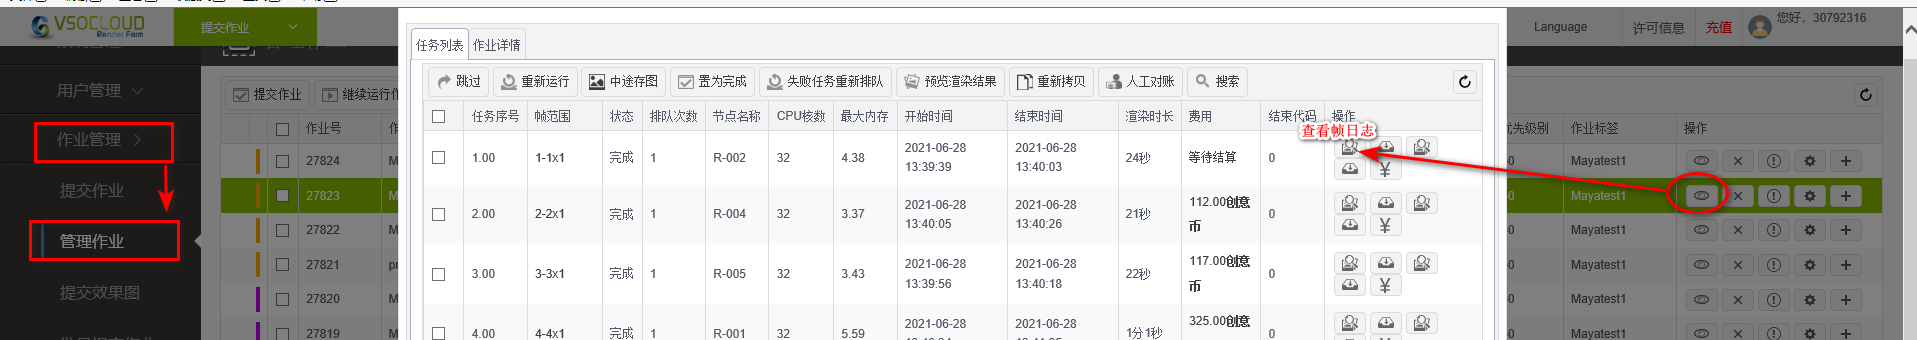 VSOCLOUD
Render Farm
提交作业
Language
许可信息
充值
您好，30792316
用户管理
作业管理
提交作业
管理作业
提交效果图
提交作业
继续运行作
作业号
27824
27823
27822
27821
27820
27819
任务列表
作业详情
跳过 重新运行 中途存图 置为完成 失败任务重新排队 预览渲染结果 重新拷贝 人工对账 搜索
任务序号 帧范围 状态 排队次数 节点名称 CPU核数 最大内存 开始时间 结束时间 渲染时长 费用 结束代码 操作
查看帧日志
1.00 1-1x1 完成 1 R-002 32 4.38 2021-06-28 13:39:39 2021-06-28 13:40:03 24秒 等待结算 0
2.00 2-2x1 完成 1 R-004 32 3.37 2021-06-28 13:40:05 2021-06-28 13:40:26 21秒 112.00创意币 0
3.00 3-3x1 完成 1 R-005 32 3.43 2021-06-28 13:39:56 2021-06-28 13:40:18 22秒 117.00创意币 0
4.00 4-4x1 完成 1 R-001 32 5.59 2021-06-28 2021-06-28 1分1秒 325.00创意 0
先级别 作业标签 操作
Mayatest1
Mayatest1
Mayatest1
Mayatest1
Mayatest1
Mayatest1